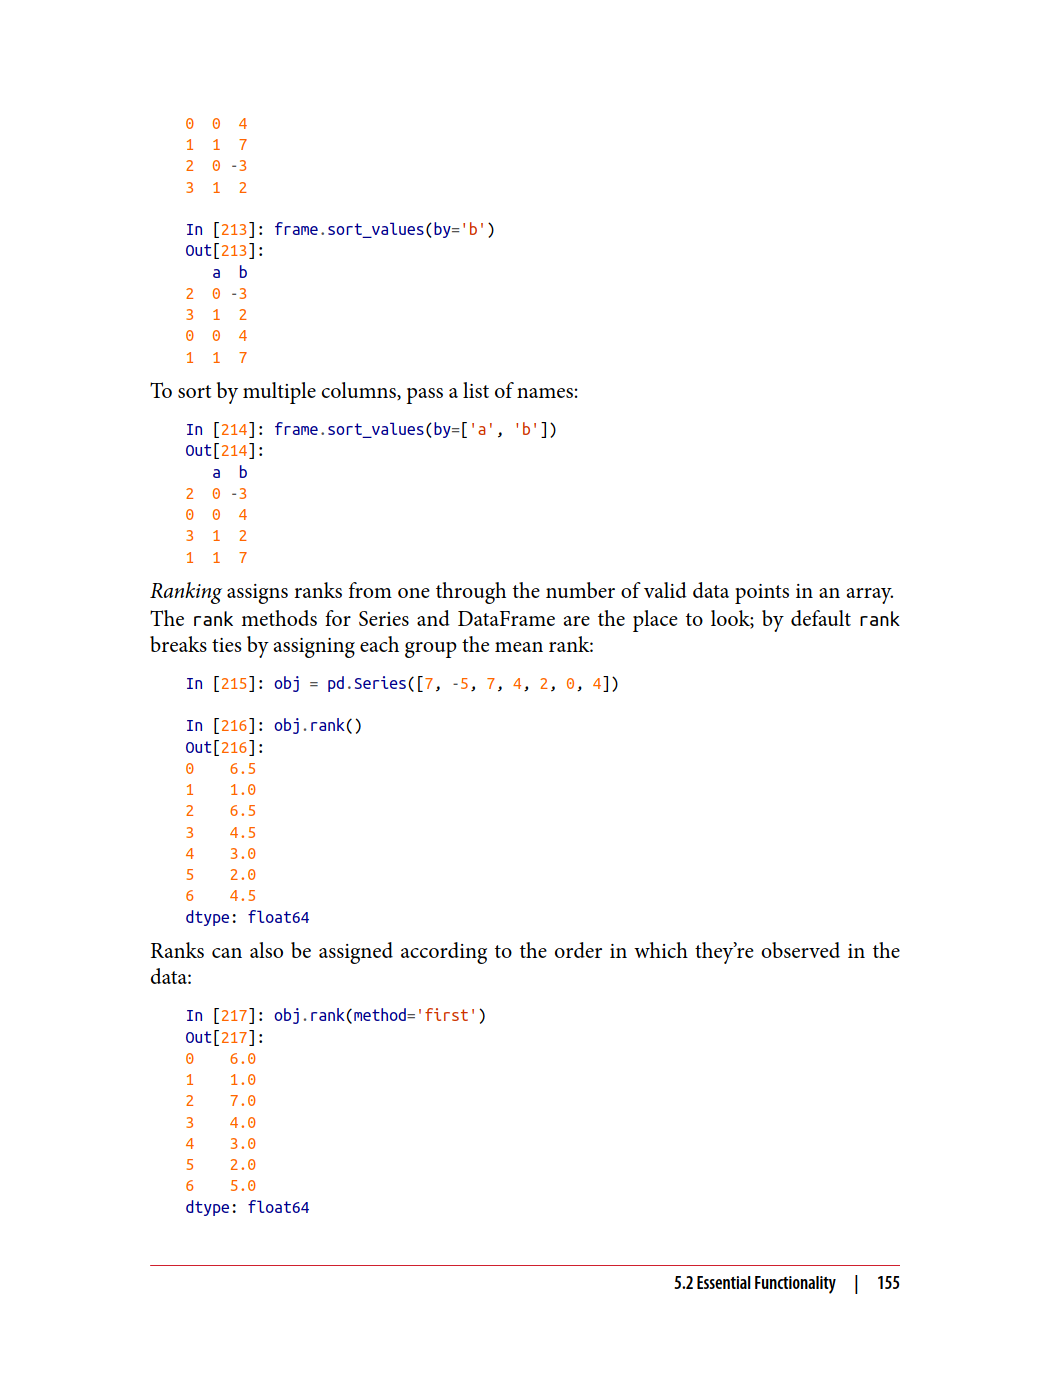 0  0  4
1  1  7
2  0 -3
3  1  2
In [213]: frame.sort_values(by='b')
Out[213]:
   a  b
2  0 -3
3  1  2
0  0  4
1  1  7
To sort by multiple columns, pass a list of names:
In [214]: frame.sort_values(by=['a', 'b'])
Out[214]:
   a  b
2  0 -3
0  0  4
3  1  2
1  1  7
Ranking assigns ranks from one through the number of valid data points in an array.
The rank methods for Series and DataFrame are the place to look; by default rank
breaks ties by assigning each group the mean rank:
In [215]: obj = pd.Series([7, -5, 7, 4, 2, 0, 4])
In [216]: obj.rank()
Out[216]:
0    6.5
1    1.0
2    6.5
3    4.5
4    3.0
5    2.0
6    4.5
dtype: float64
Ranks can also be assigned according to the order in which they’re observed in the
data:
In [217]: obj.rank(method='first')
Out[217]:
0    6.0
1    1.0
2    7.0
3    4.0
4    3.0
5    2.0
6    5.0
dtype: float64
5.2 Essential Functionality | 155